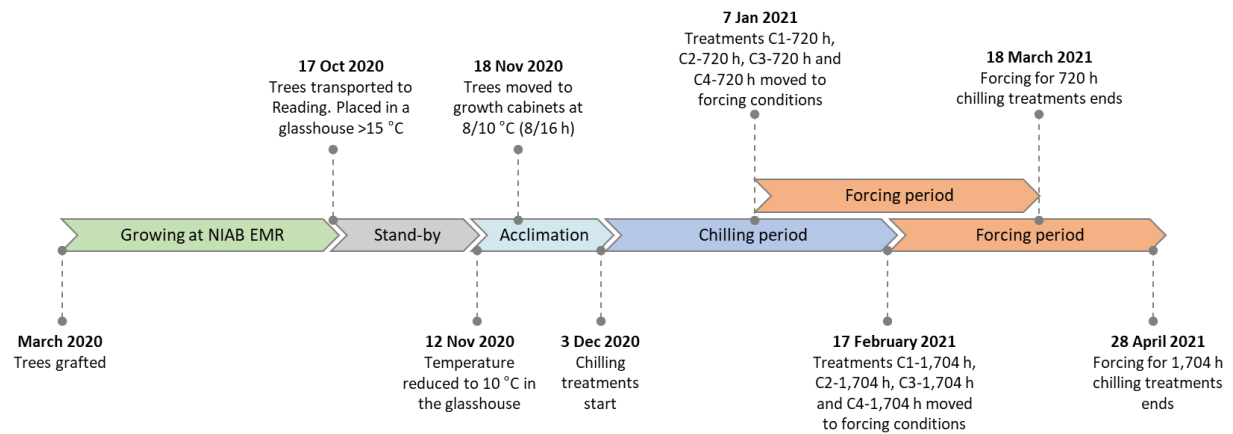 7 Jan 2021
Treatments C1-720 h,
C2-720 h, C3-720 h and
C4-720 h moved to
forcing conditions
17 Oct 2020
Trees transported to
Reading. Placed in a
glasshouse >15 °C
18 Nov 2020
Trees moved to
growth cabinets at
8/10 °C (8/16 h)
18 March 2021
Forcing for 720 h
chilling treatments ends
Forcing period
Growing at NIAB EMR
Stand-by
Acclimation
Chilling period
Forcing period
March 2020
Trees grafted
12 Nov 2020
Temperature
reduced to 10 °C in
the glasshouse
3 Dec 2020
Chilling
treatments
start
17 February 2021
Treatments C1-1,704 h,
C2-1,704 h, C3-1,704 h
and C4-1,704 h moved
to forcing conditions
28 April 2021
Forcing for 1,704 h
chilling treatments
ends